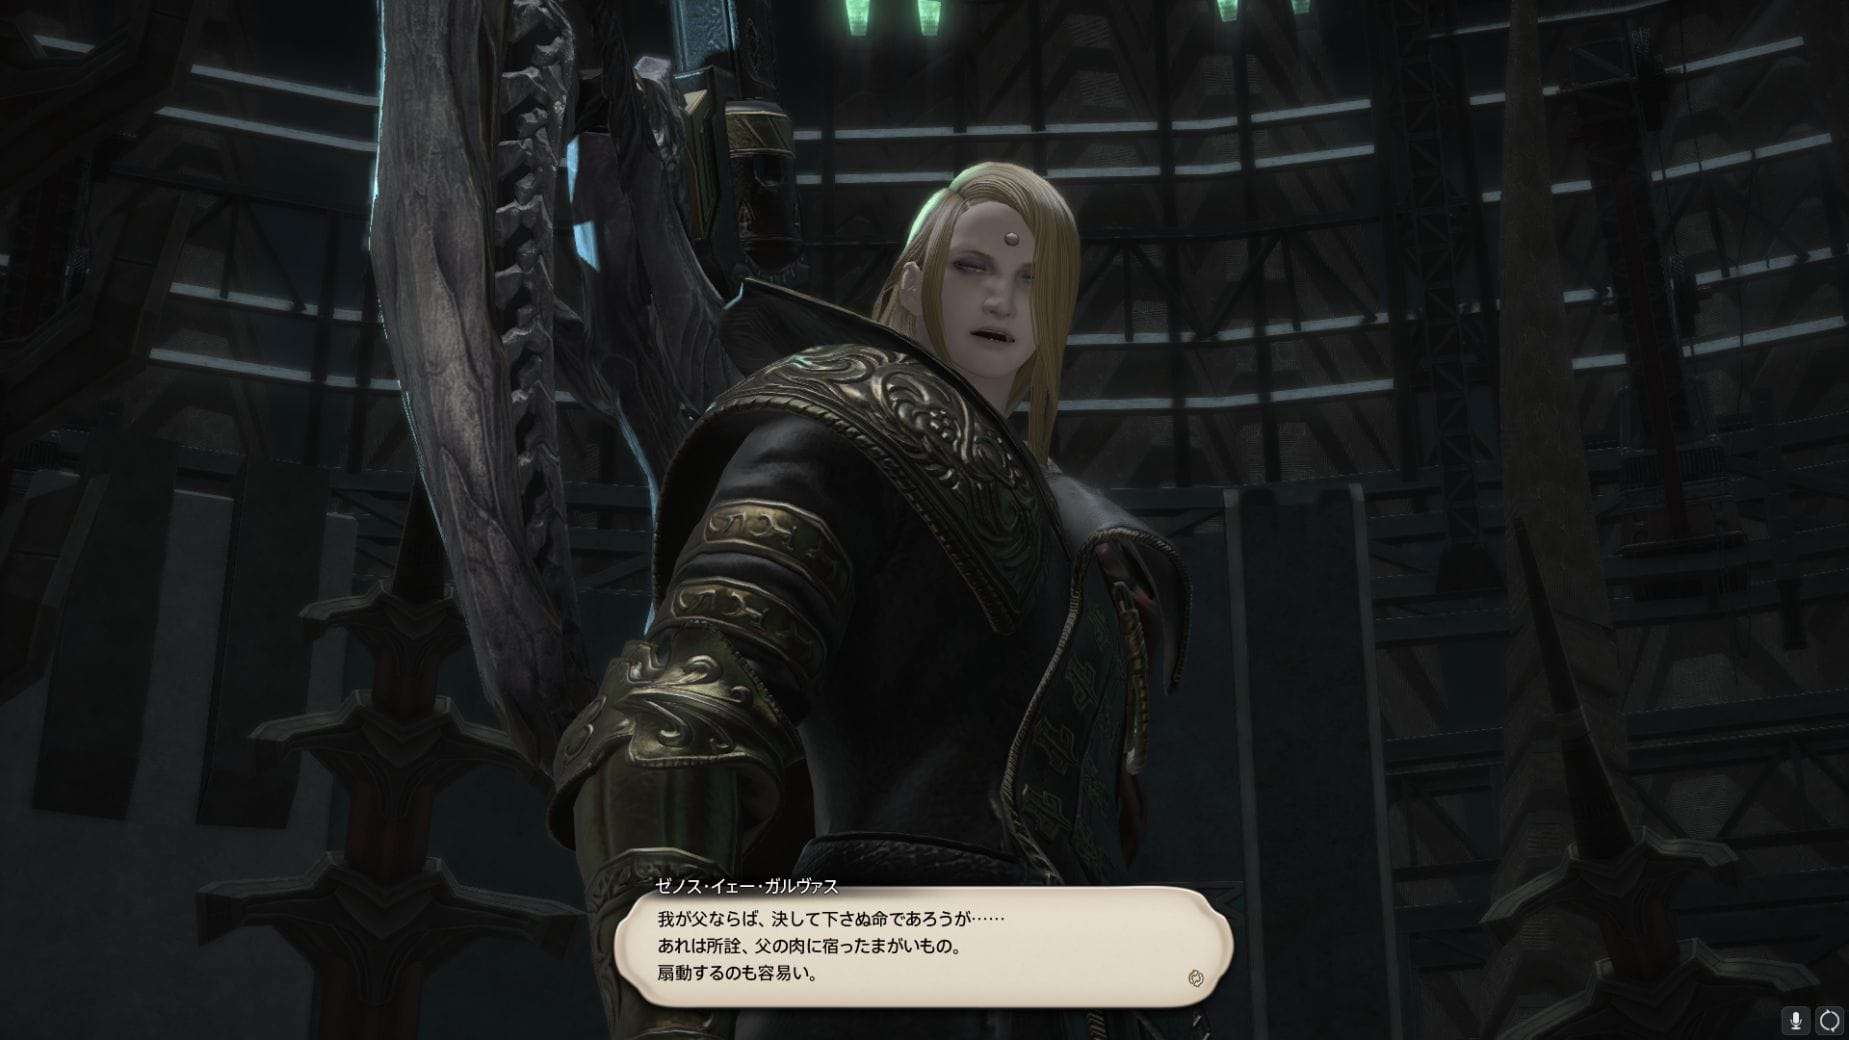 ゼノス・イェー・ガルヴァス
我が父ならば、決して下さぬ命であろうが……
あれは所詮、父の肉に宿ったまがいもの。
扇動するのも容易い。